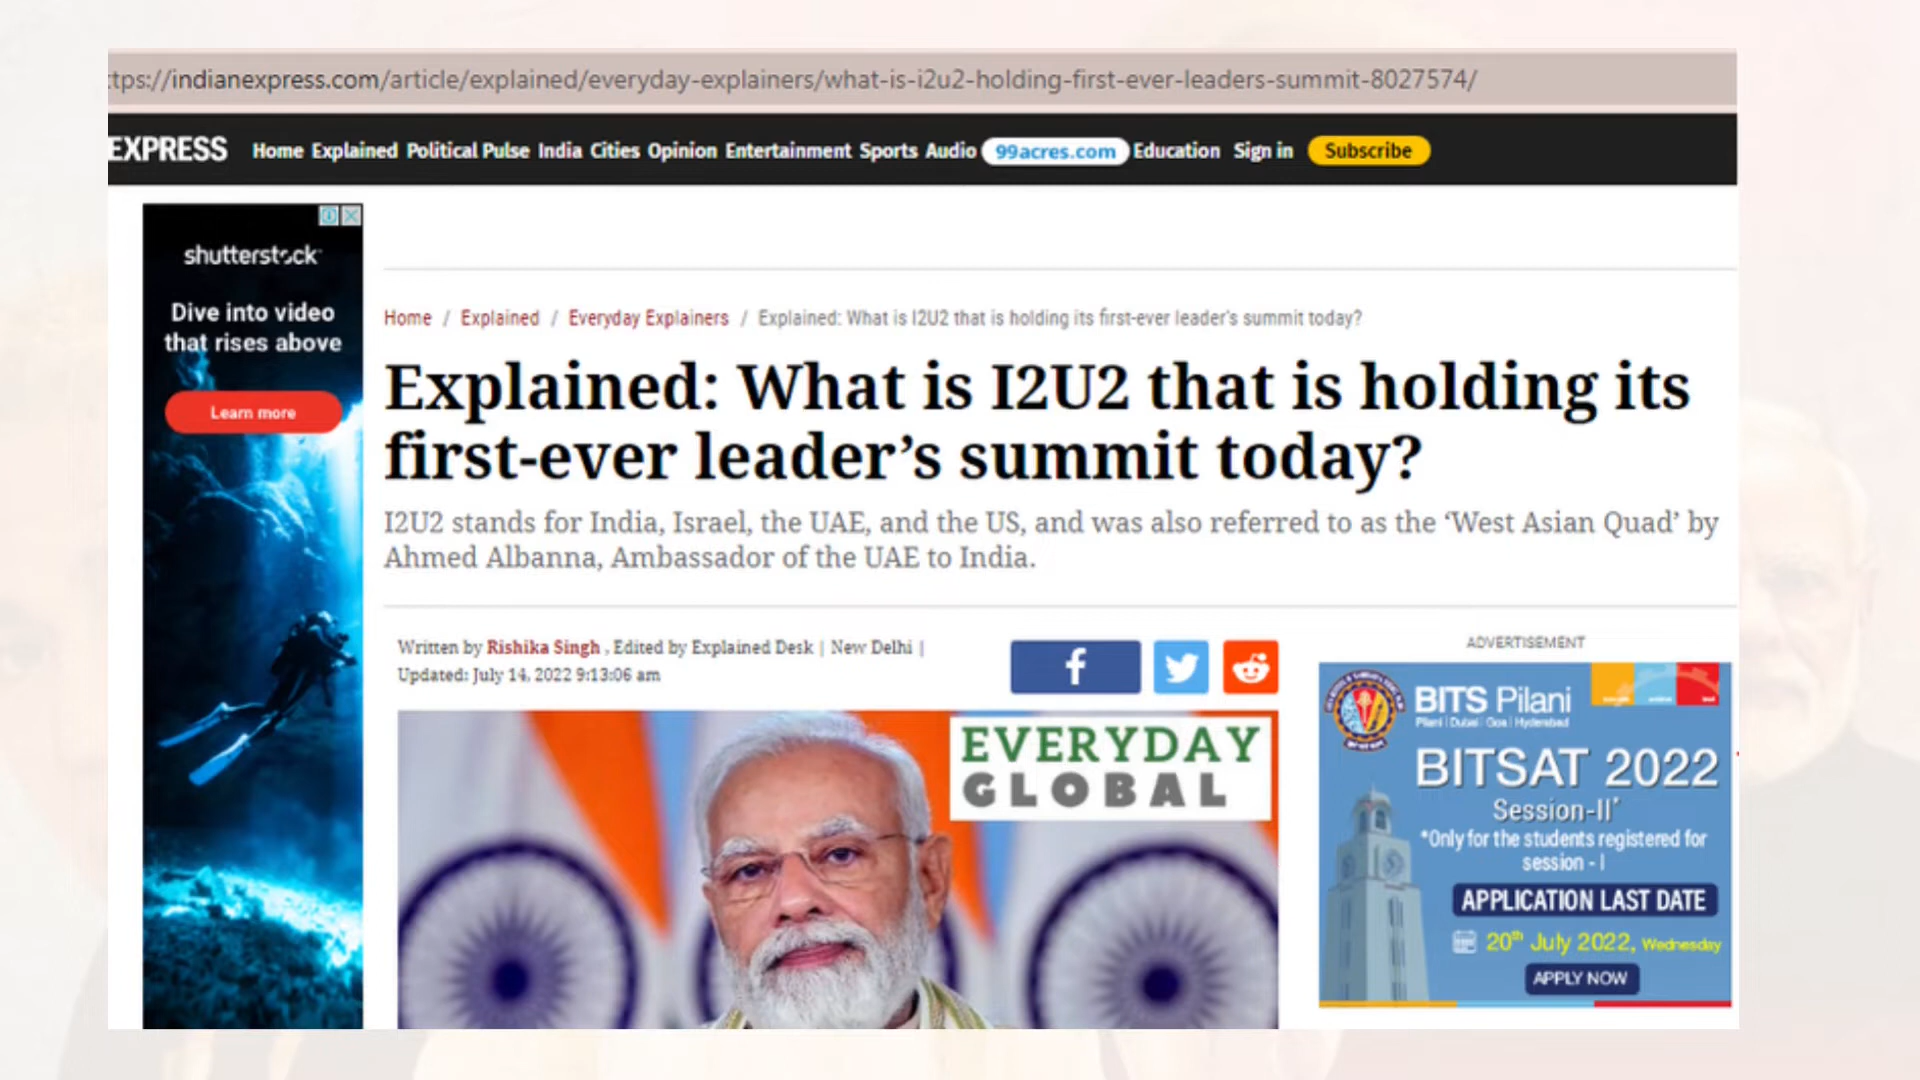 tps://indianexpress.com/article/explained/everyday-explainers/what-is-i2u2-holding-first-ever-leaders-summit-8027574/
EXPRESS Home Explained Political Pulse India Cities Opinion Entertainment Sports Audio 99acres.com Education Sign in Subscribe
shutterstock
Dive into video
that rises above
Learn more
Home / Explained / Everyday Explainers / Explained: What is I2U2 that is holding its first-ever leader's summit today?
Explained: What is I2U2 that is holding its
first-ever leader’s summit today?
I2U2 stands for India, Israel, the UAE, and the US, and was also referred to as the ‘West Asian Quad’ by
Ahmed Albanna, Ambassador of the UAE to India.
Written by Rishika Singh , Edited by Explained Desk | New Delhi |
Updated: July 14, 2022 9:13:06 am
EVERYDAY
GLOBAL
ADVERTISEMENT
BITS Pilani
Pilani | Dubai | Goa | Hyderabad
BITSAT 2022
Session-II*
*Only for the students registered for
session - I
APPLICATION LAST DATE
20th July 2022, Wednesday
APPLY NOW